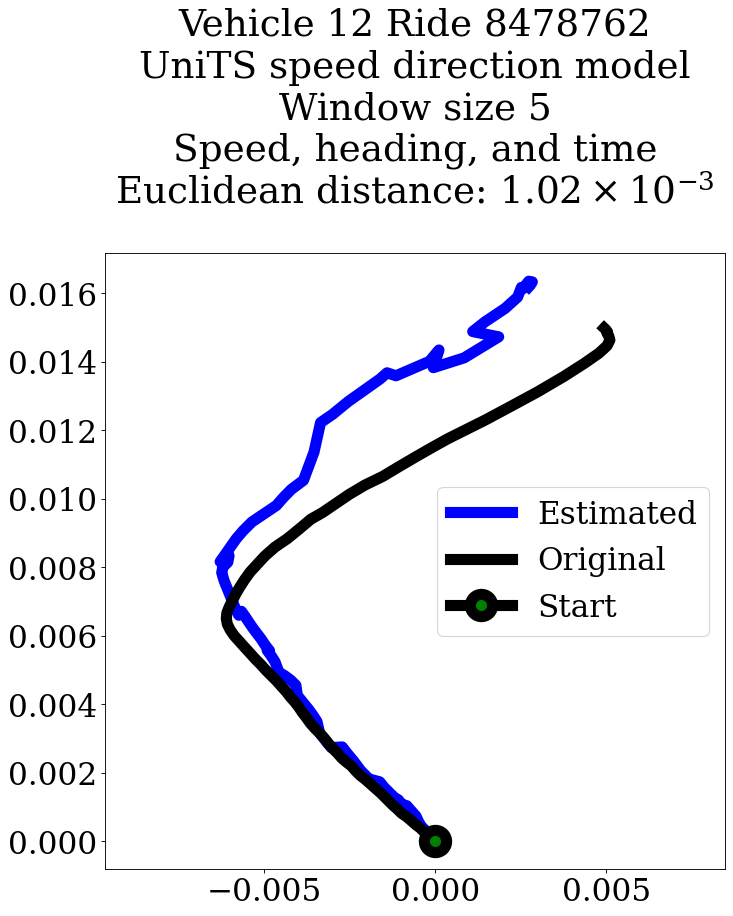 Vehicle 12 Ride 8478762
UniTS speed direction model
Window size 5
Speed, heading, and time
Euclidean distance: 1.02 × 10⁻³
0.016
0.014
0.012
0.010
0.008
0.006
0.004
0.002
0.000
Estimated
Original
Start
−0.005 0.000 0.005